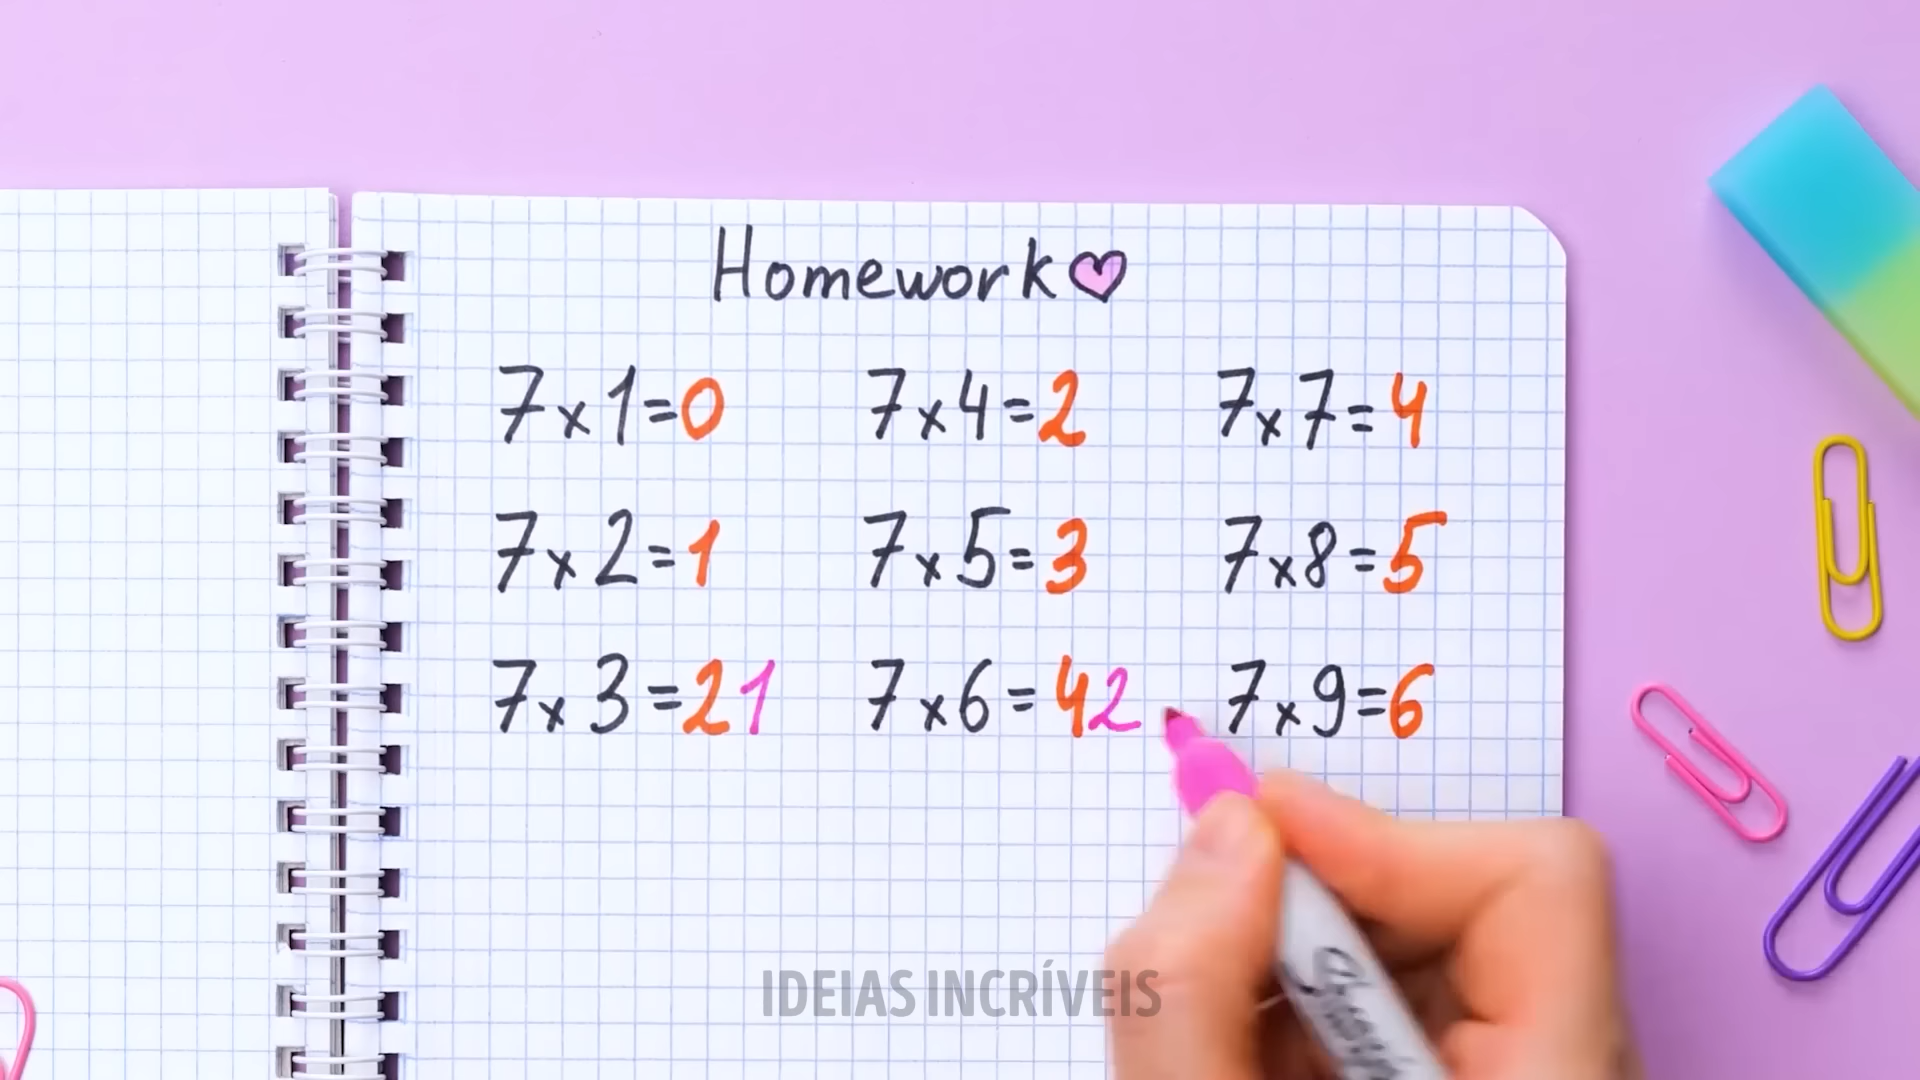 Homework
7x1=0 7x4=2 7x7=4
7x2=1 7x5=3 7x8=5
7x3=21 7x6=42 7x9=6
IDEIAS INCRÍVEIS